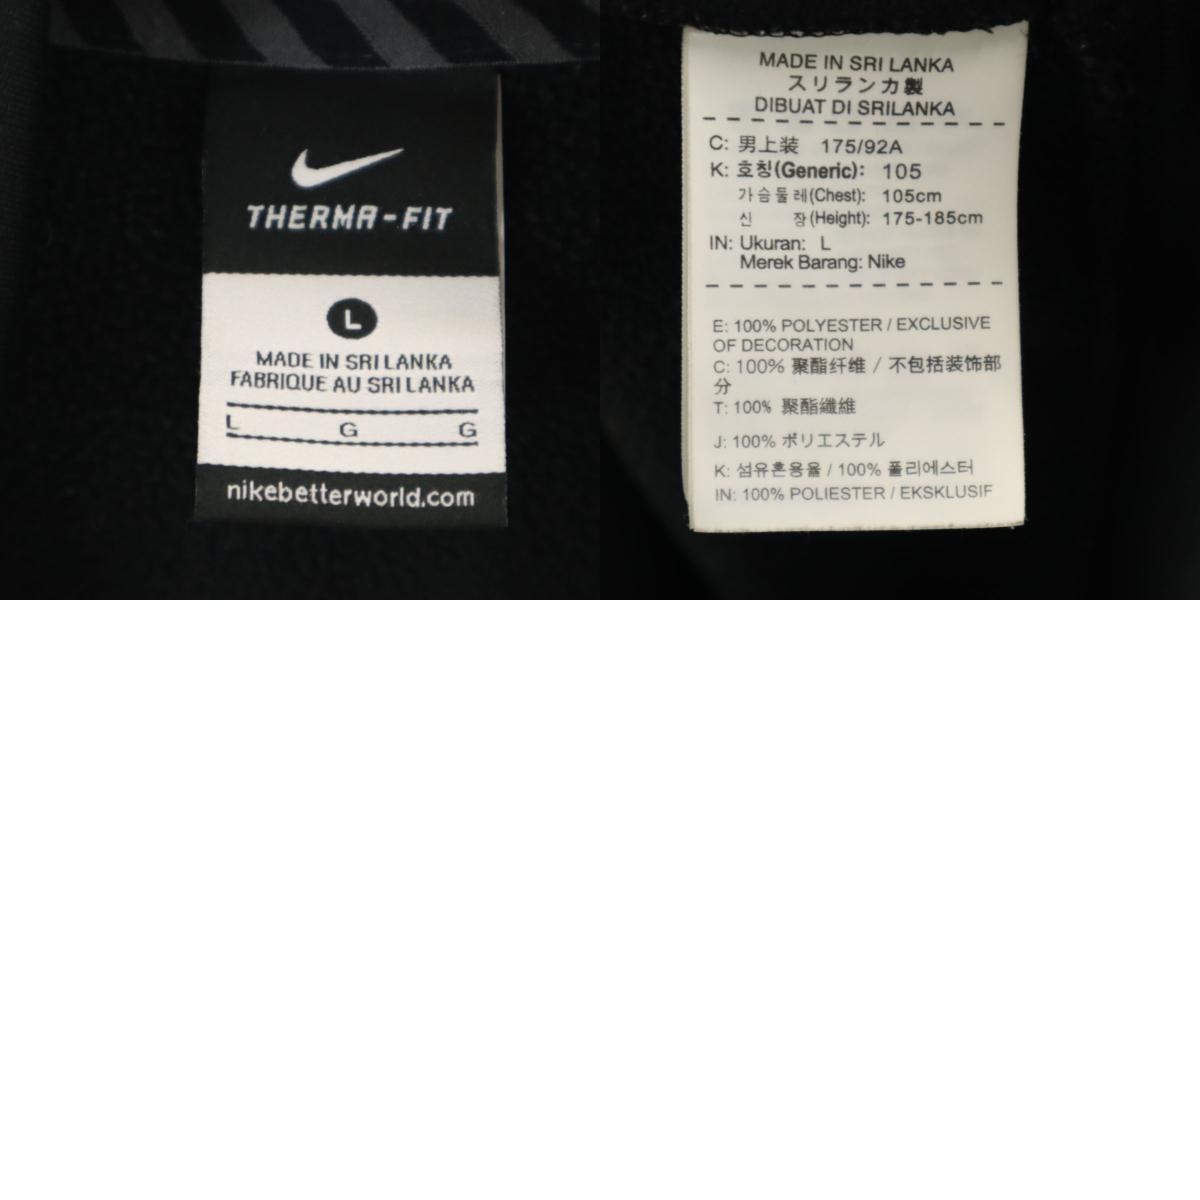 THERMA-FIT
L
MADE IN SRI LANKA
FABRIQUE AU SRI LANKA
L G G
nikebetterworld.com
MADE IN SRI LANKA
スリランカ製
DIBUAT DI SRILANKA
C: 男上装 175/92A
K: 호칭(Generic): 105
가슴둘레(Chest): 105cm
신 장(Height): 175-185cm
IN: Ukuran: L
Merek Barang: Nike
E: 100% POLYESTER / EXCLUSIVE
OF DECORATION
C: 100% 聚酯纤维 / 不包括装饰部
分
T: 100% 聚酯纖維
J: 100% ポリエステル
K: 섬유혼용율 / 100% 폴리에스터
IN: 100% POLIESTER / EKSKLUSIF